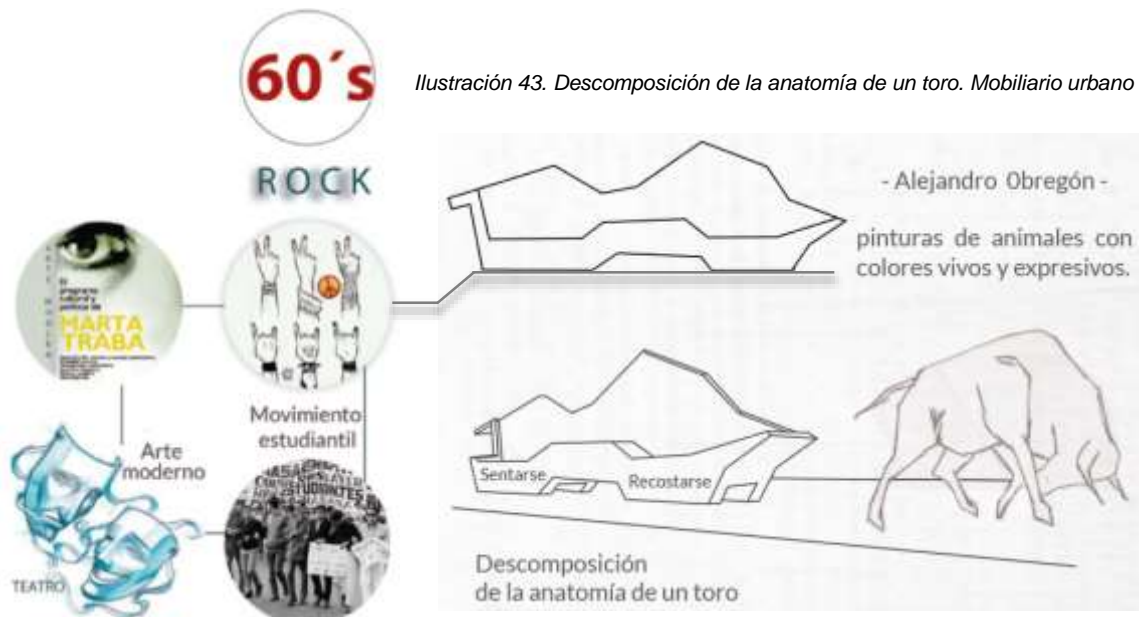 60´s
Ilustración 43. Descomposición de la anatomía de un toro. Mobiliario urbano
ROCK
- Alejandro Obregón -
pinturas de animales con
colores vivos y expresivos.
MARTA
TRABA
Movimiento
estudiantil
Arte
moderno
TEATRO
ESTUDIANTES
Sentarse
Recostarse
Descomposición
de la anatomía de un toro